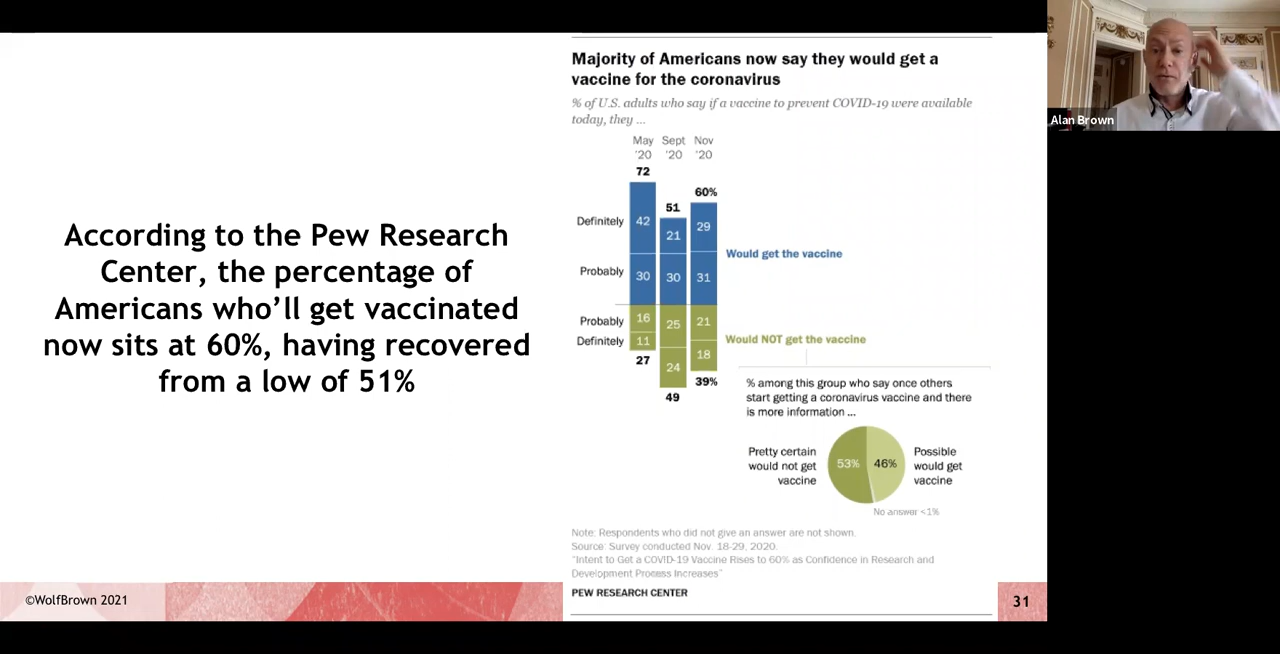 According to the Pew Research
Center, the percentage of
Americans who'll get vaccinated
now sits at 60%, having recovered
from a low of 51%
Majority of Americans now say they would get a
vaccine for the coronavirus
% of U.S. adults who say if a vaccine to prevent COVID-19 were available
today, they ...
May Sept Nov
'20 '20 '20
72
60%
51
Definitely 42 21 29
Would get the vaccine
Probably 30 30 31
Probably 16 25 21
Would NOT get the vaccine
Definitely 11 24 18
27
39%
49
% among this group who say once others
start getting a coronavirus vaccine and there
is more information ...
Pretty certain
would not get
vaccine
53% 46%
Possible
would get
vaccine
No answer <1%
Note: Respondents who did not give an answer are not shown.
Source: Survey conducted Nov. 18-29, 2020.
"Intent to Get a COVID-19 Vaccine Rises to 60% as Confidence in Research and
Development Process Increases"
PEW RESEARCH CENTER
©WolfBrown 2021
31
Alan Brown